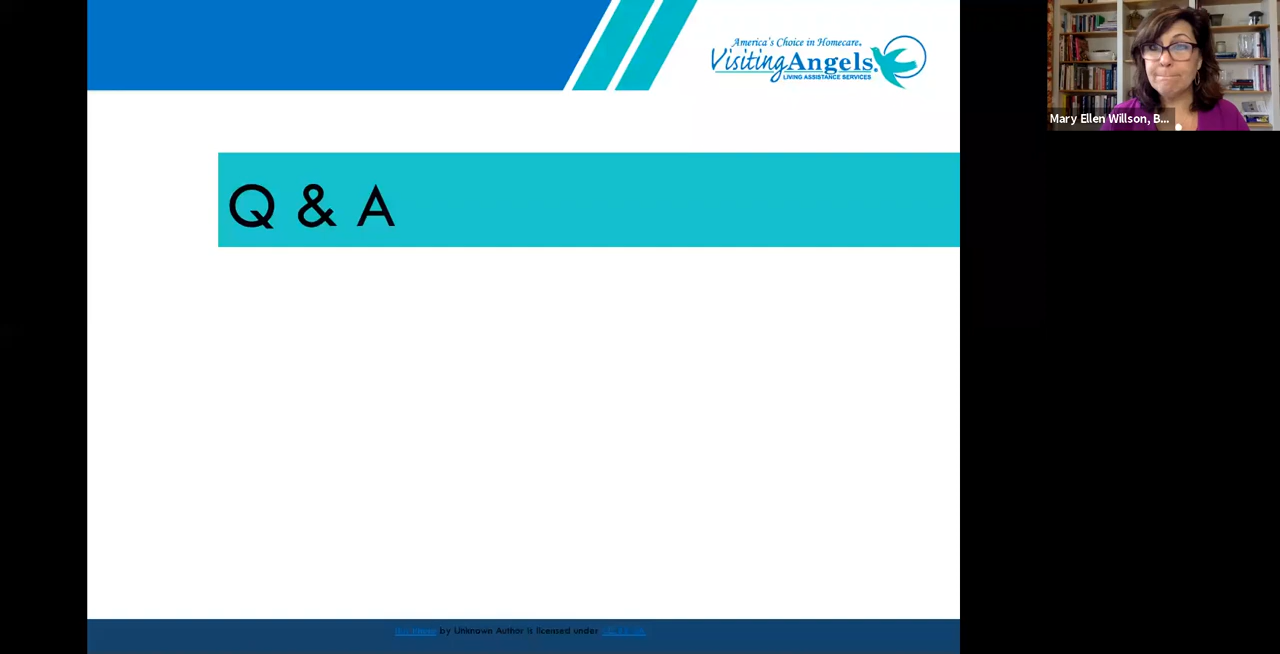 America's Choice in Homecare®
VisitingAngels®
LIVING ASSISTANCE SERVICES
Mary Ellen Willson, B...
Q & A
by Unknown Author is licensed under